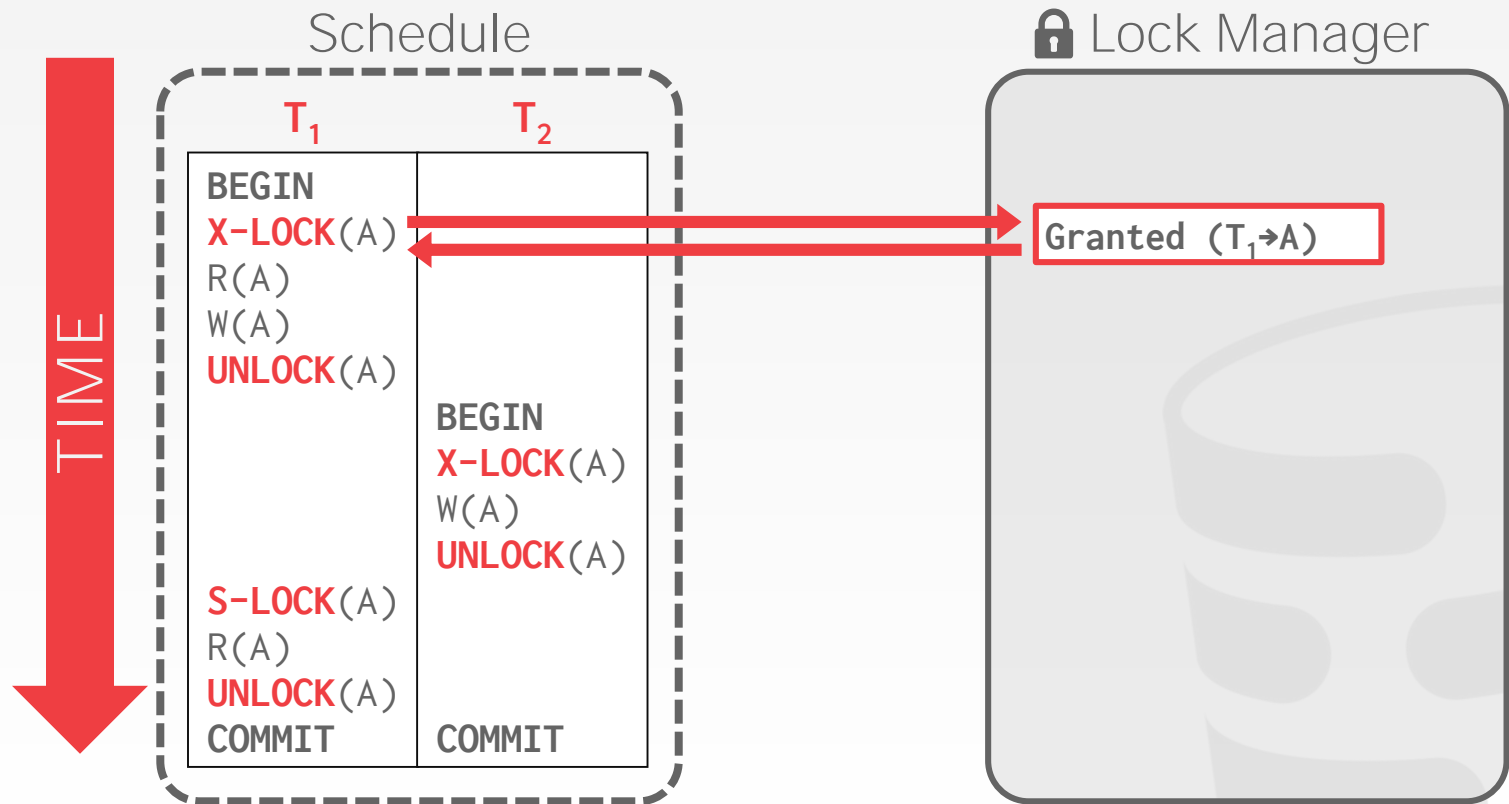 Schedule
Lock Manager
TIME
T1
T2
BEGIN
X-LOCK(A)
R(A)
W(A)
UNLOCK(A)
BEGIN
X-LOCK(A)
W(A)
UNLOCK(A)
S-LOCK(A)
R(A)
UNLOCK(A)
COMMIT
COMMIT
Granted (T1→A)